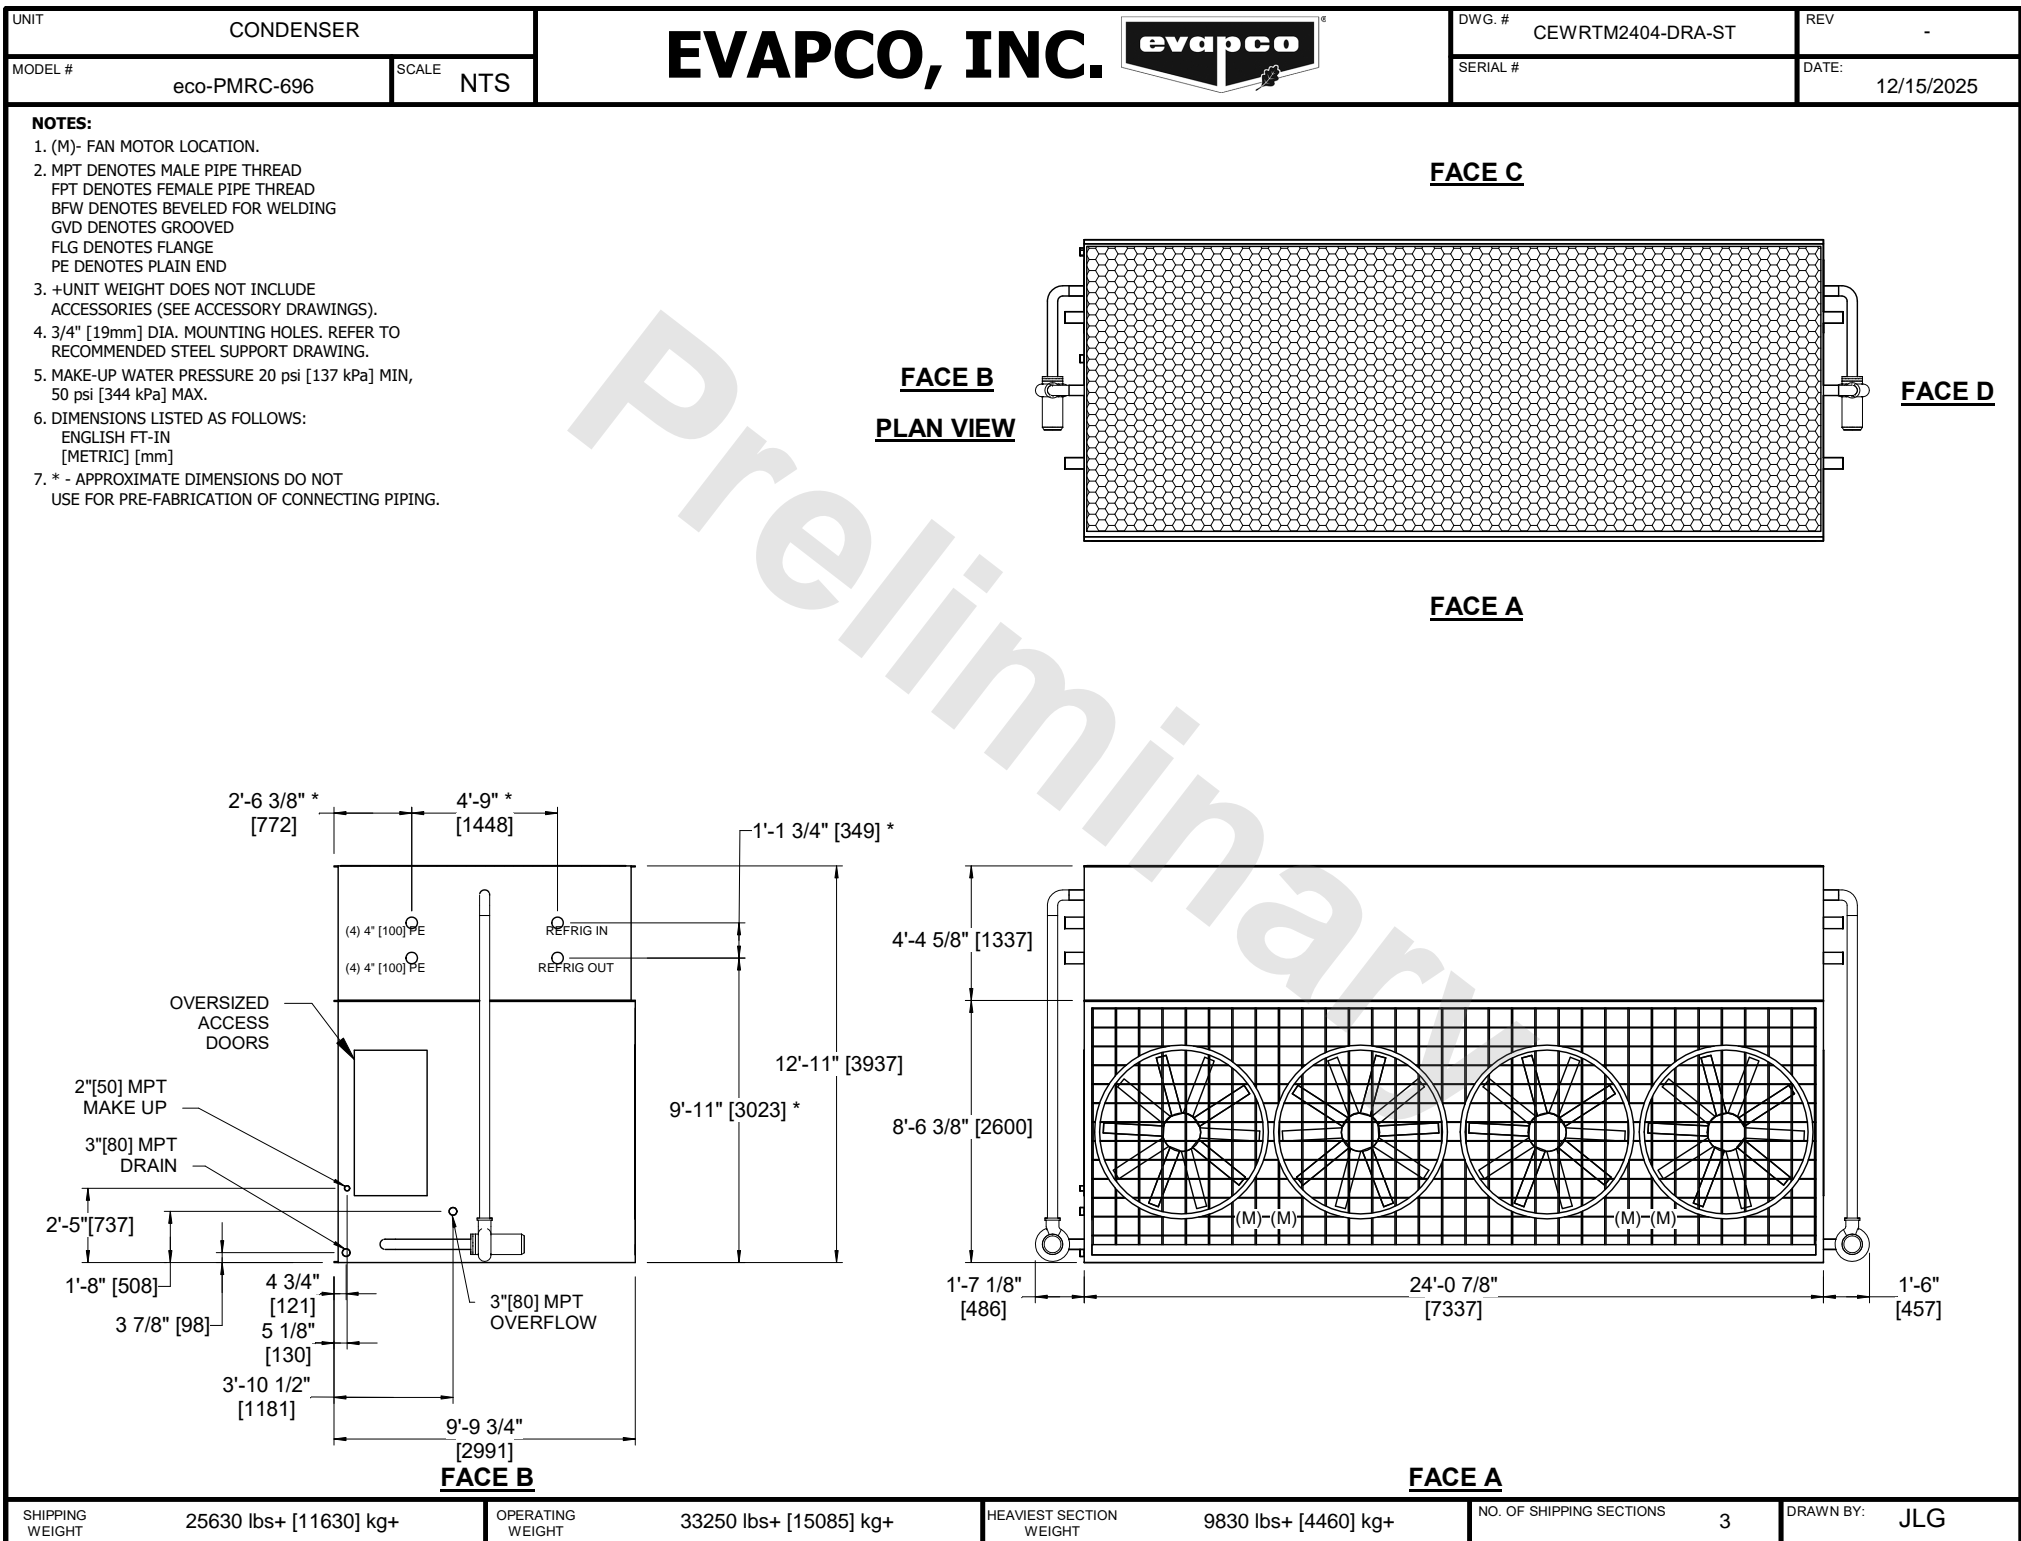 UNIT
CONDENSER
MODEL #
eco-PMRC-696
SCALE
NTS
EVAPCO, INC.
evapco
®
DWG. #
CEWRTM2404-DRA-ST
REV
-
SERIAL #
DATE:
12/15/2025
NOTES:
1. (M)- FAN MOTOR LOCATION.
2. MPT DENOTES MALE PIPE THREAD
FPT DENOTES FEMALE PIPE THREAD
BFW DENOTES BEVELED FOR WELDING
GVD DENOTES GROOVED
FLG DENOTES FLANGE
PE DENOTES PLAIN END
3. +UNIT WEIGHT DOES NOT INCLUDE
ACCESSORIES (SEE ACCESSORY DRAWINGS).
4. 3/4" [19mm] DIA. MOUNTING HOLES. REFER TO
RECOMMENDED STEEL SUPPORT DRAWING.
5. MAKE-UP WATER PRESSURE 20 psi [137 kPa] MIN,
50 psi [344 kPa] MAX.
6. DIMENSIONS LISTED AS FOLLOWS:
ENGLISH FT-IN
[METRIC] [mm]
7. * - APPROXIMATE DIMENSIONS DO NOT
USE FOR PRE-FABRICATION OF CONNECTING PIPING.
Preliminary
FACE C
FACE B
PLAN VIEW
FACE D
FACE A
2'-6 3/8" *
[772]
4'-9" *
[1448]
1'-1 3/4" [349] *
(4) 4" [100] PE
REFRIG IN
(4) 4" [100] PE
REFRIG OUT
OVERSIZED
ACCESS
DOORS
2"[50] MPT
MAKE UP
3"[80] MPT
DRAIN
12'-11" [3937]
9'-11" [3023] *
2'-5"[737]
1'-8" [508]
3 7/8" [98]
4 3/4"
[121]
5 1/8"
[130]
3"[80] MPT
OVERFLOW
3'-10 1/2"
[1181]
9'-9 3/4"
[2991]
FACE B
4'-4 5/8" [1337]
8'-6 3/8" [2600]
(M) (M)
(M) (M)
1'-7 1/8"
[486]
24'-0 7/8"
[7337]
1'-6"
[457]
FACE A
SHIPPING
WEIGHT
25630 lbs+ [11630] kg+
OPERATING
WEIGHT
33250 lbs+ [15085] kg+
HEAVIEST SECTION
WEIGHT
9830 lbs+ [4460] kg+
NO. OF SHIPPING SECTIONS
3
DRAWN BY:
JLG